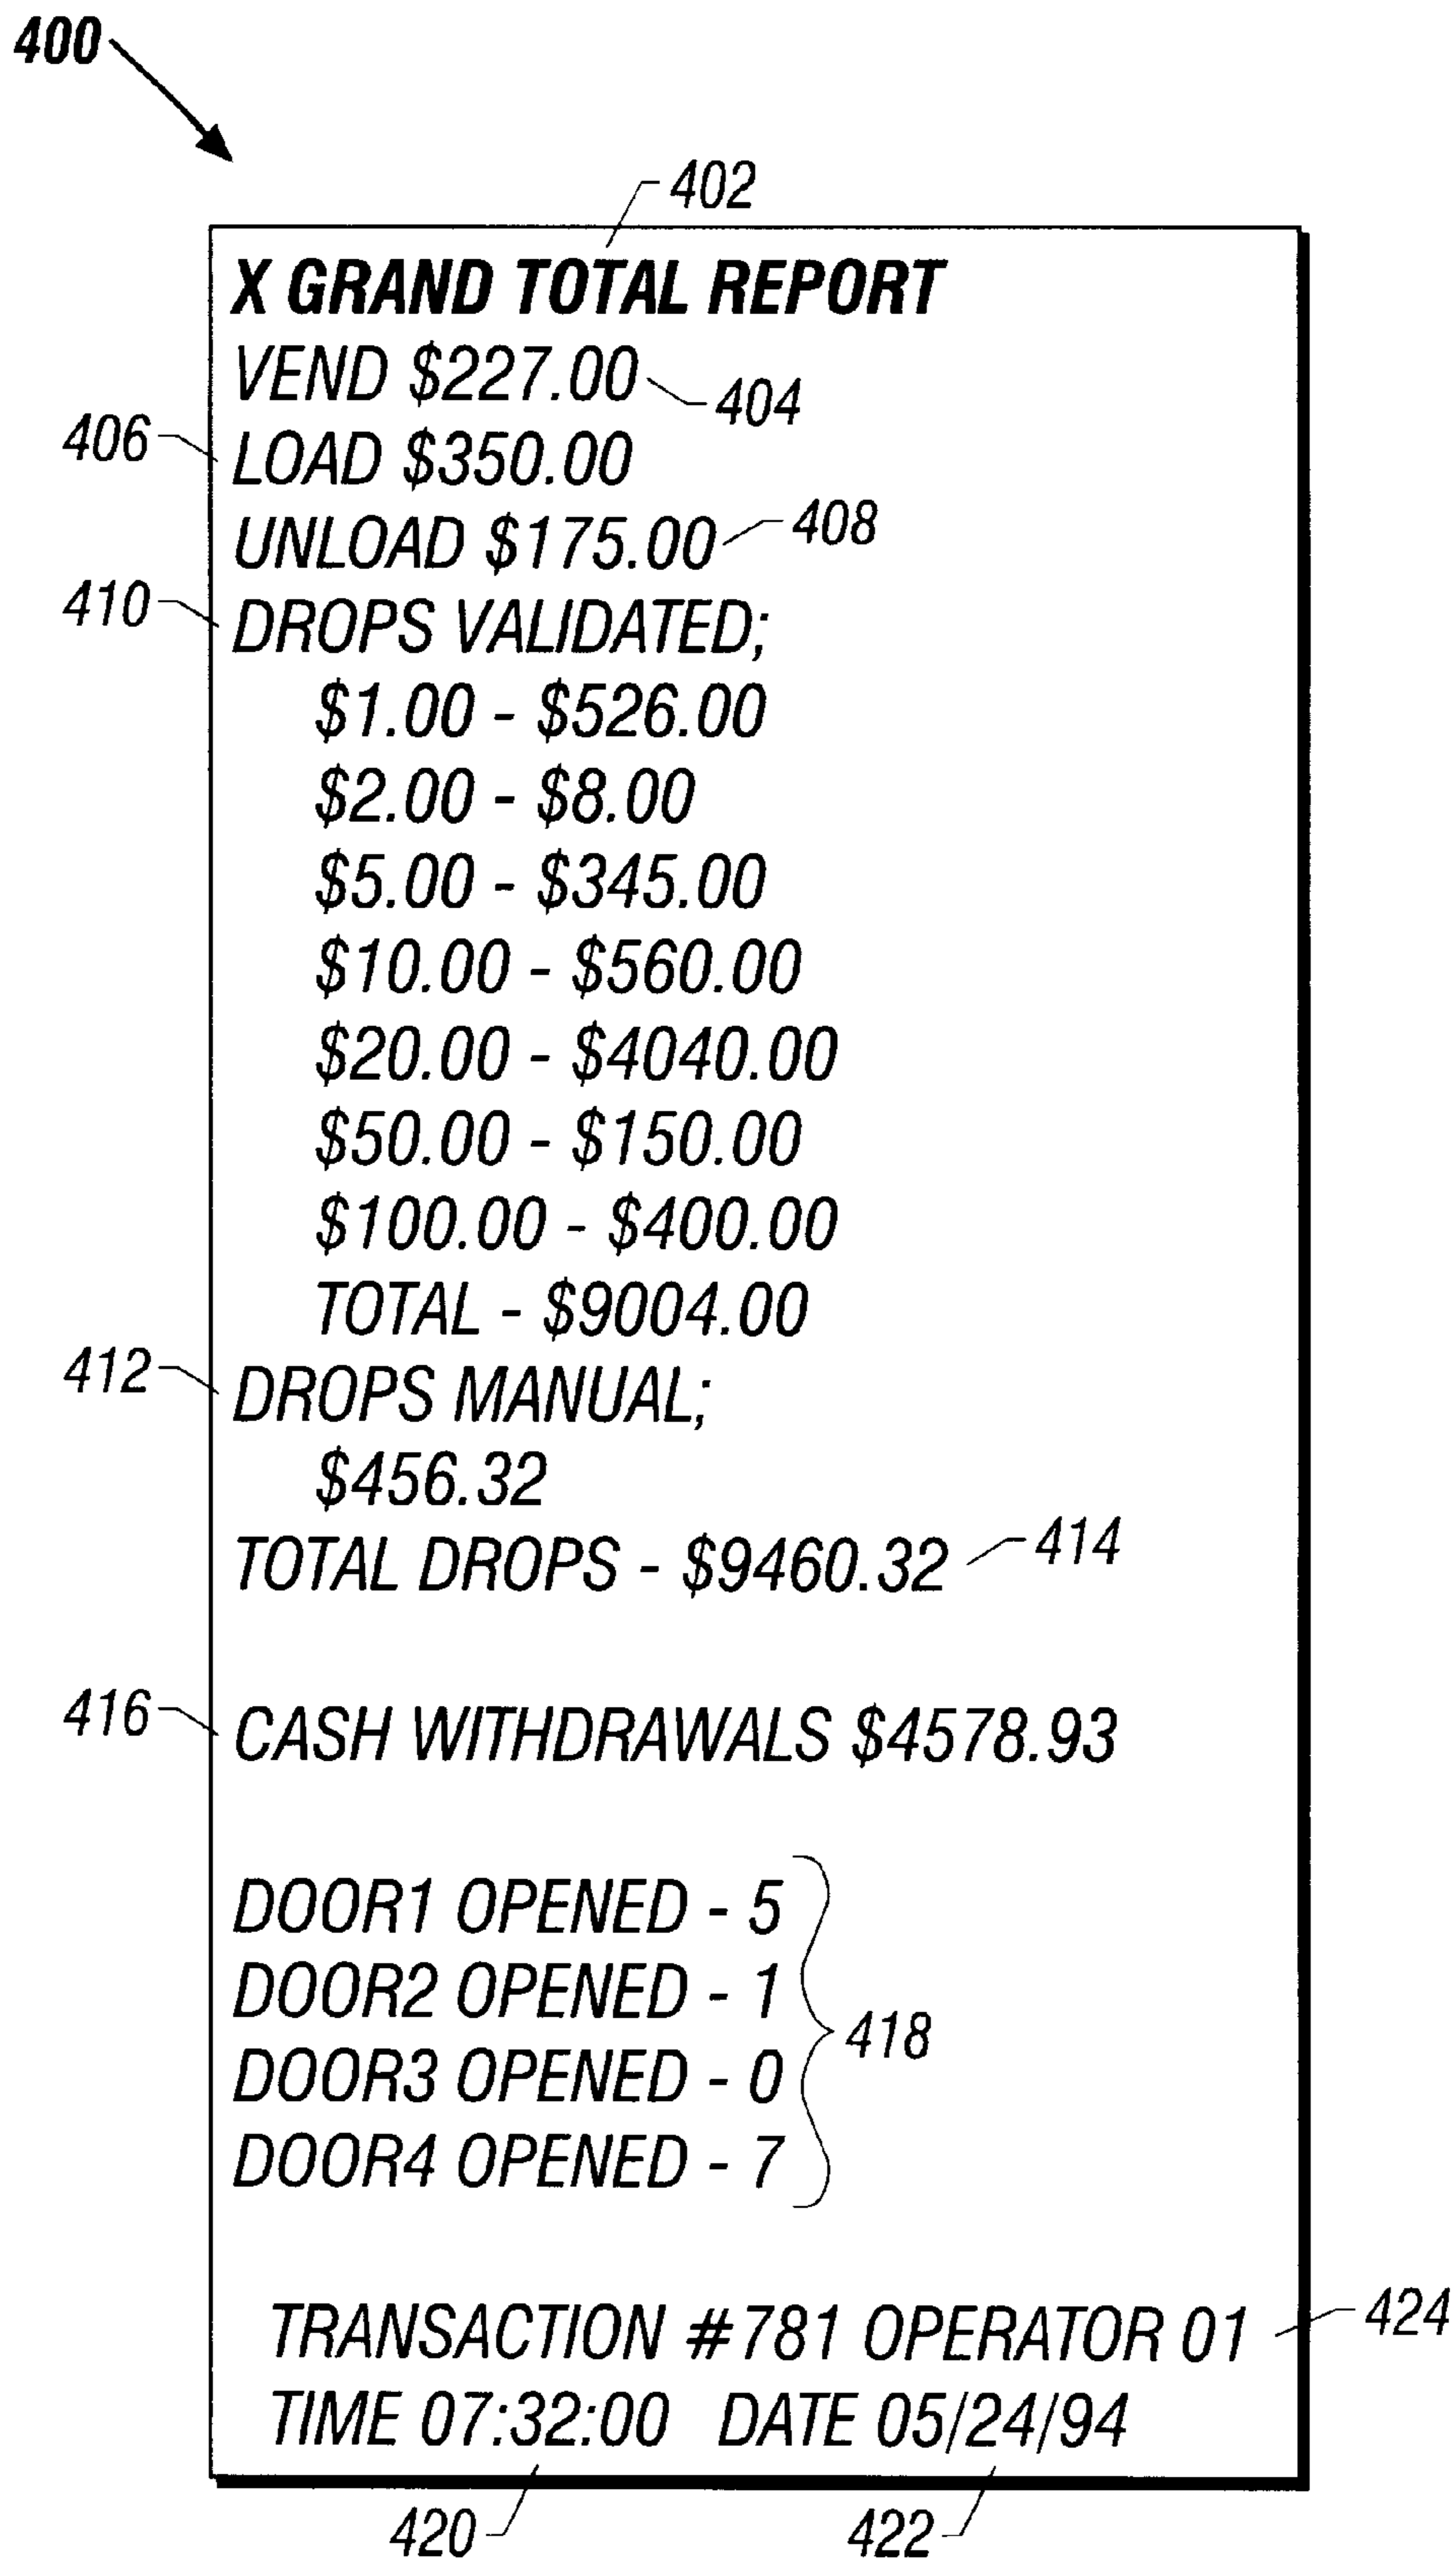 400
402
X GRAND TOTAL REPORT
VEND $227.00 404
406 LOAD $350.00
UNLOAD $175.00 408
410 DROPS VALIDATED;
$1.00 - $526.00
$2.00 - $8.00
$5.00 - $345.00
$10.00 - $560.00
$20.00 - $4040.00
$50.00 - $150.00
$100.00 - $400.00
TOTAL - $9004.00
412 DROPS MANUAL;
$456.32
TOTAL DROPS - $9460.32 414
416 CASH WITHDRAWALS $4578.93
DOOR1 OPENED - 5
DOOR2 OPENED - 1
418
DOOR3 OPENED - 0
DOOR4 OPENED - 7
TRANSACTION #781 OPERATOR 01 424
TIME 07:32:00 DATE 05/24/94
420 422